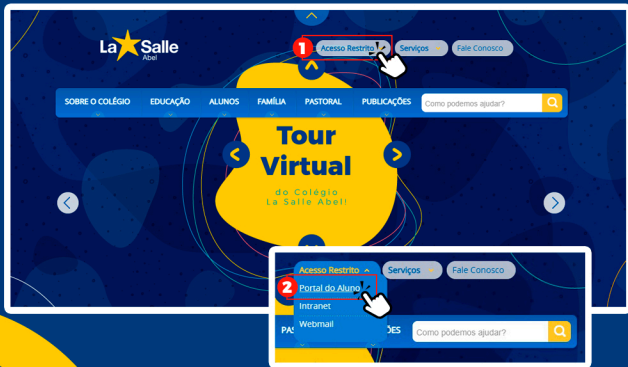 La Salle
Abel
1
Acesso Restrito
Serviços
Fale Conosco
SOBRE O COLÉGIO
EDUCAÇÃO
ALUNOS
FAMÍLIA
PASTORAL
PUBLICAÇÕES
Como podemos ajudar?
Tour
Virtual
do Colégio
La Salle Abel!
Acesso Restrito
Serviços
Fale Conosco
2
Portal do Aluno
Intranet
Webmail
PAS
ÕES
Como podemos ajudar?